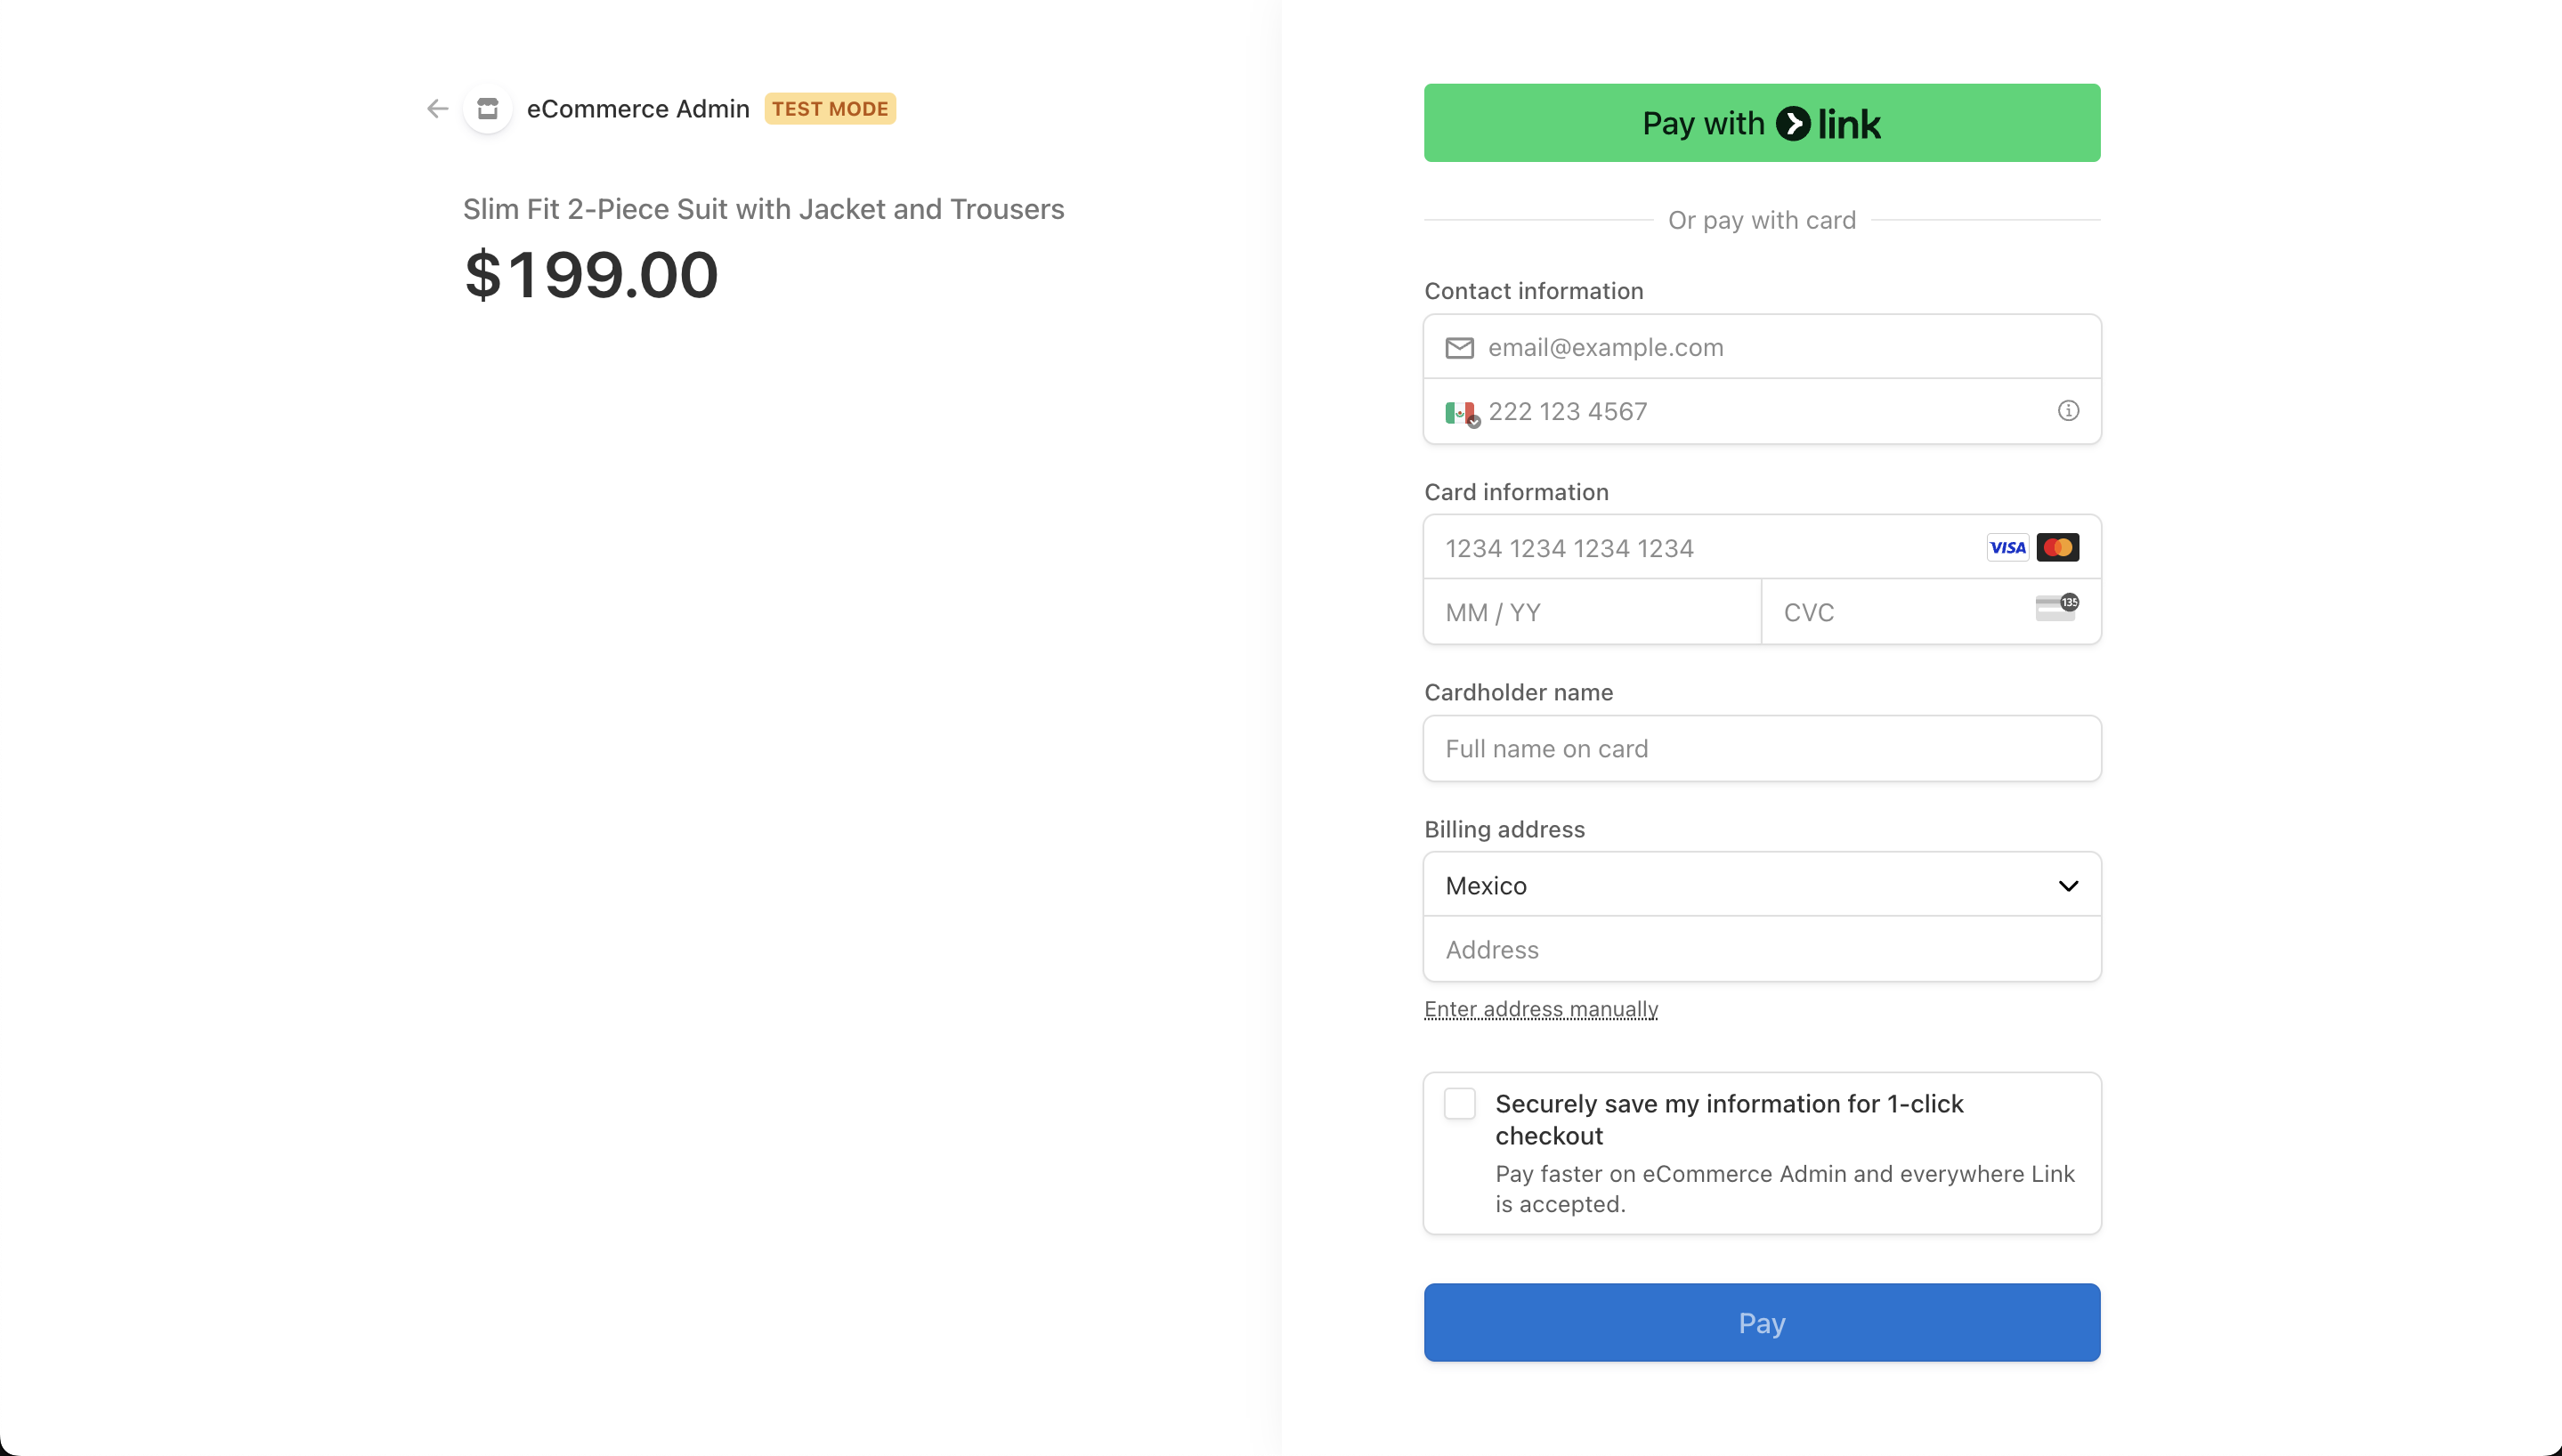 eCommerce Admin TEST MODE
Slim Fit 2-Piece Suit with Jacket and Trousers
$199.00
Pay with link
Or pay with card
Contact information
email@example.com
222 123 4567
Card information
1234 1234 1234 1234 VISA
MM / YY CVC 135
Cardholder name
Full name on card
Billing address
Mexico
Address
Enter address manually
Securely save my information for 1-click
checkout
Pay faster on eCommerce Admin and everywhere Link
is accepted.
Pay